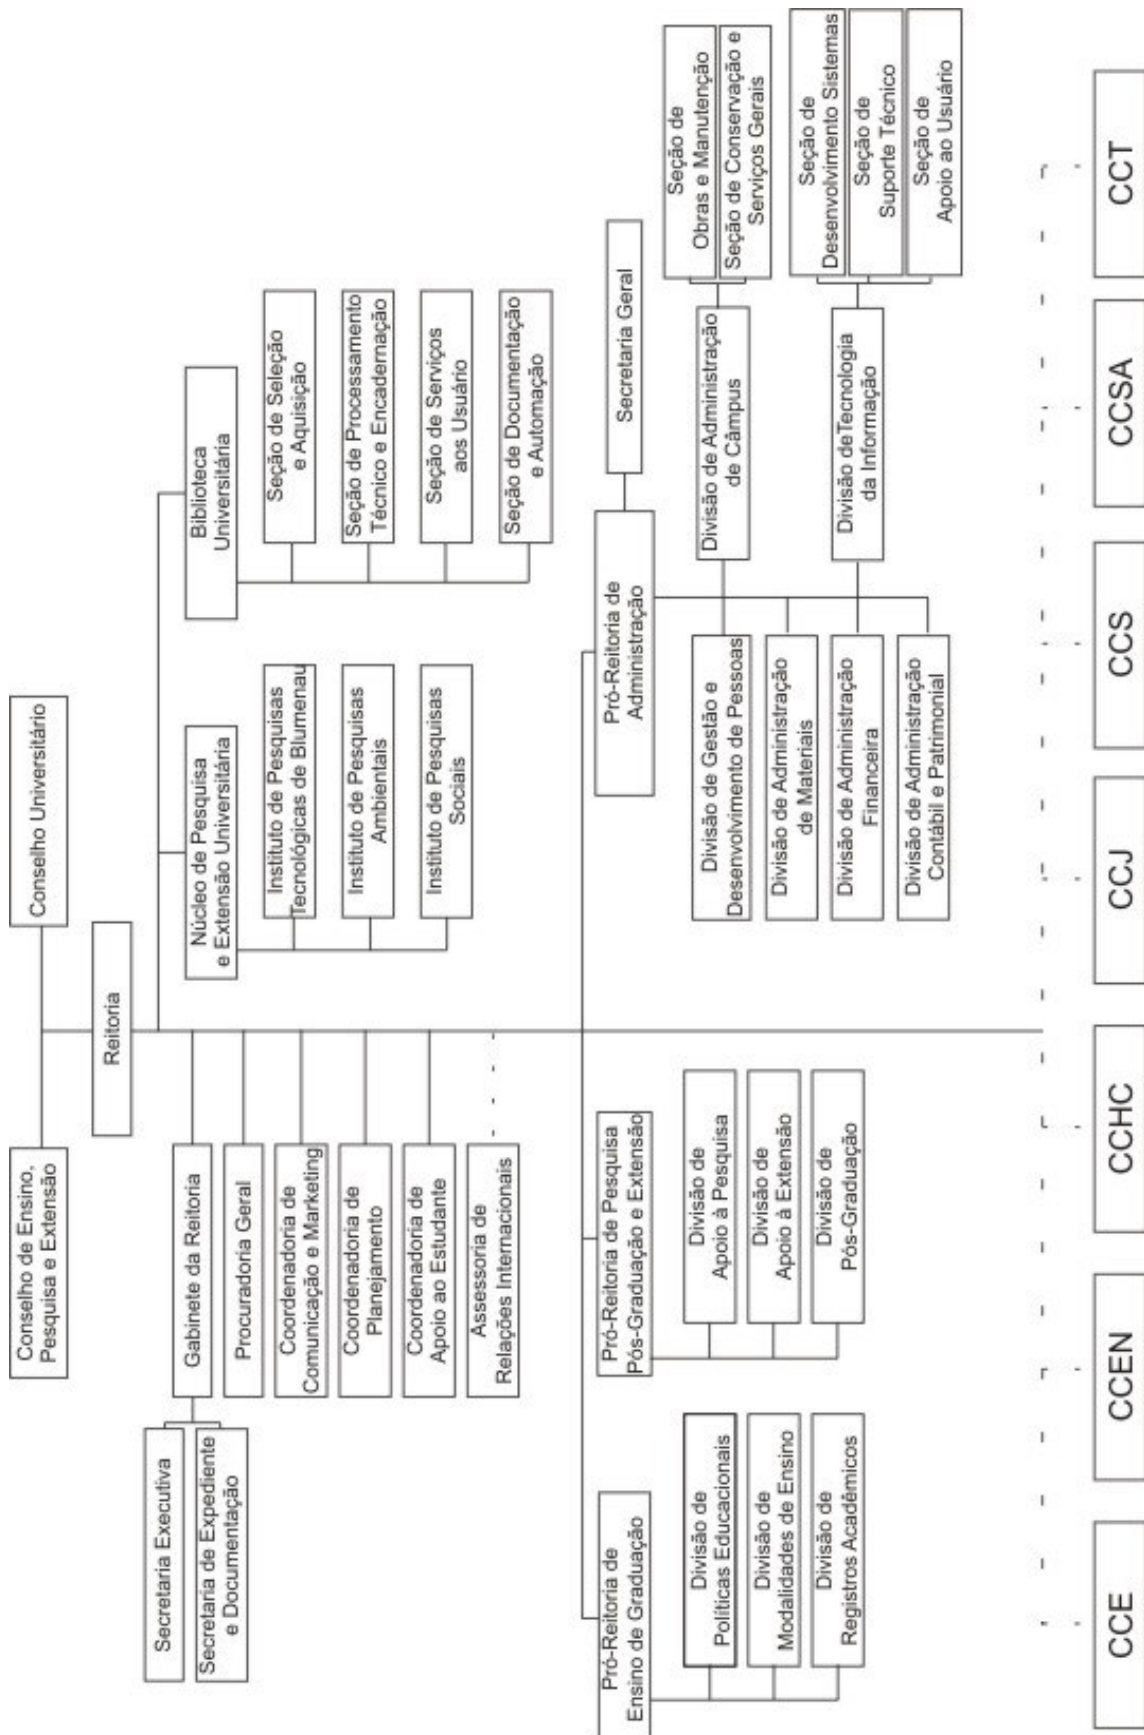 Conselho de Ensino,
Pesquisa e Extensão
Conselho Universitário
Reitoria
Secretaria Executiva
Secretaria de Expediente
e Documentação
Gabinete da Reitoria
Procuradoria Geral
Coordenadoria de
Comunicação e Marketing
Coordenadoria de
Planejamento
Coordenadoria de
Apoio ao Estudante
Assessoria de
Relações Internacionais
Núcleo de Pesquisa
e Extensão Universitária
Instituto de Pesquisas
Tecnológicas de Blumenau
Instituto de Pesquisas
Ambientais
Instituto de Pesquisas
Sociais
Biblioteca
Universitária
Seção de Seleção
e Aquisição
Seção de Processamento
Técnico e Encadernação
Seção de Serviços
aos Usuário
Seção de Documentação
e Automação
Pró-Reitoria de
Ensino de Graduação
Divisão de
Políticas Educacionais
Divisão de
Modalidades de Ensino
Divisão de
Registros Acadêmicos
Pró-Reitoria de Pesquisa
Pós-Graduação e Extensão
Divisão de
Apoio à Pesquisa
Divisão de
Apoio à Extensão
Divisão de
Pós-Graduação
Pró-Reitoria de
Administração
Secretaria Geral
Divisão de Gestão e
Desenvolvimento de Pessoas
Divisão de Administração
de Materiais
Divisão de Administração
Financeira
Divisão de Administração
Contábil e Patrimonial
Divisão de Administração
de Câmpus
Divisão deTecnologia
da Informação
Seção de
Obras e Manutenção
Seção de Conservação e
Serviços Gerais
Seção de
Desenvolvimento Sistemas
Seção de
Suporte Técnico
Seção de
Apoio ao Usuário
CCE
CCEN
CCHC
CCJ
CCS
CCSA
CCT